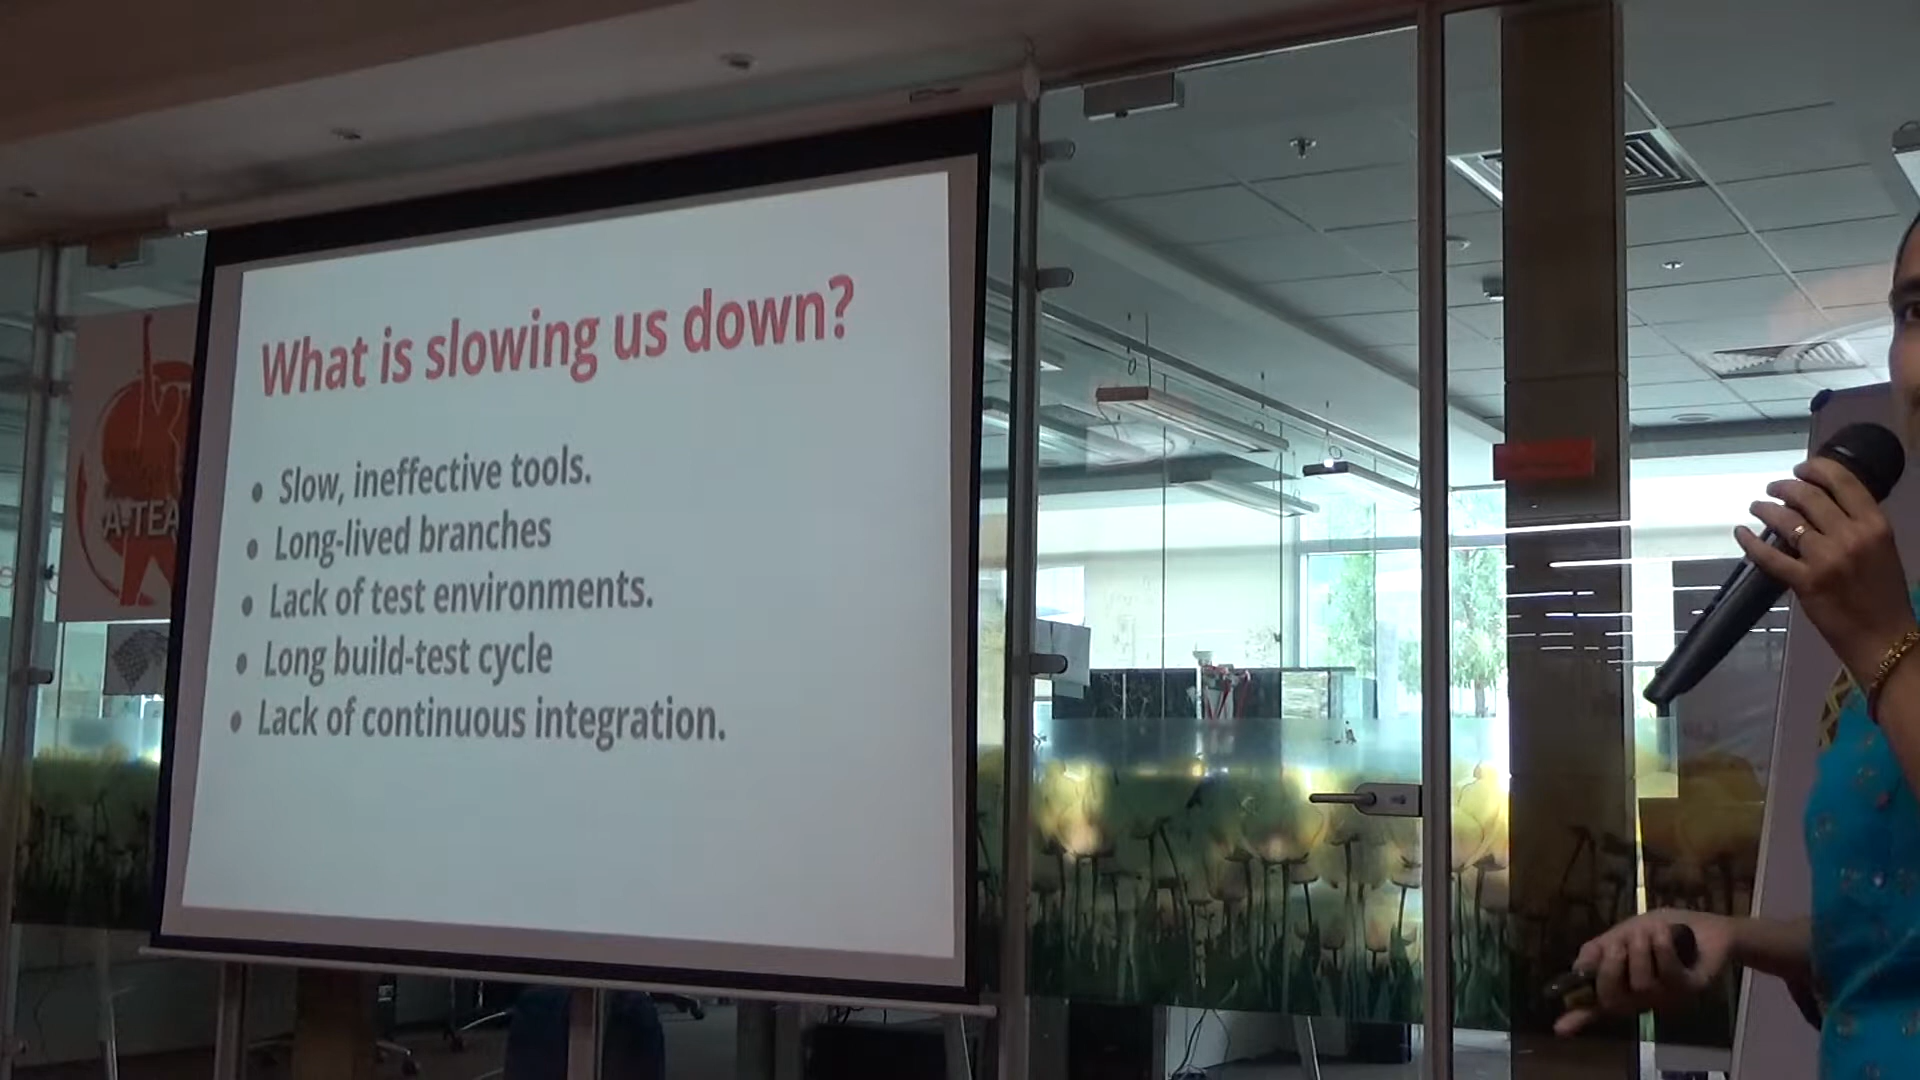 What is slowing us down?
• Slow, ineffective tools.
• Long-lived branches
• Lack of test environments.
• Long build-test cycle
• Lack of continuous integration.